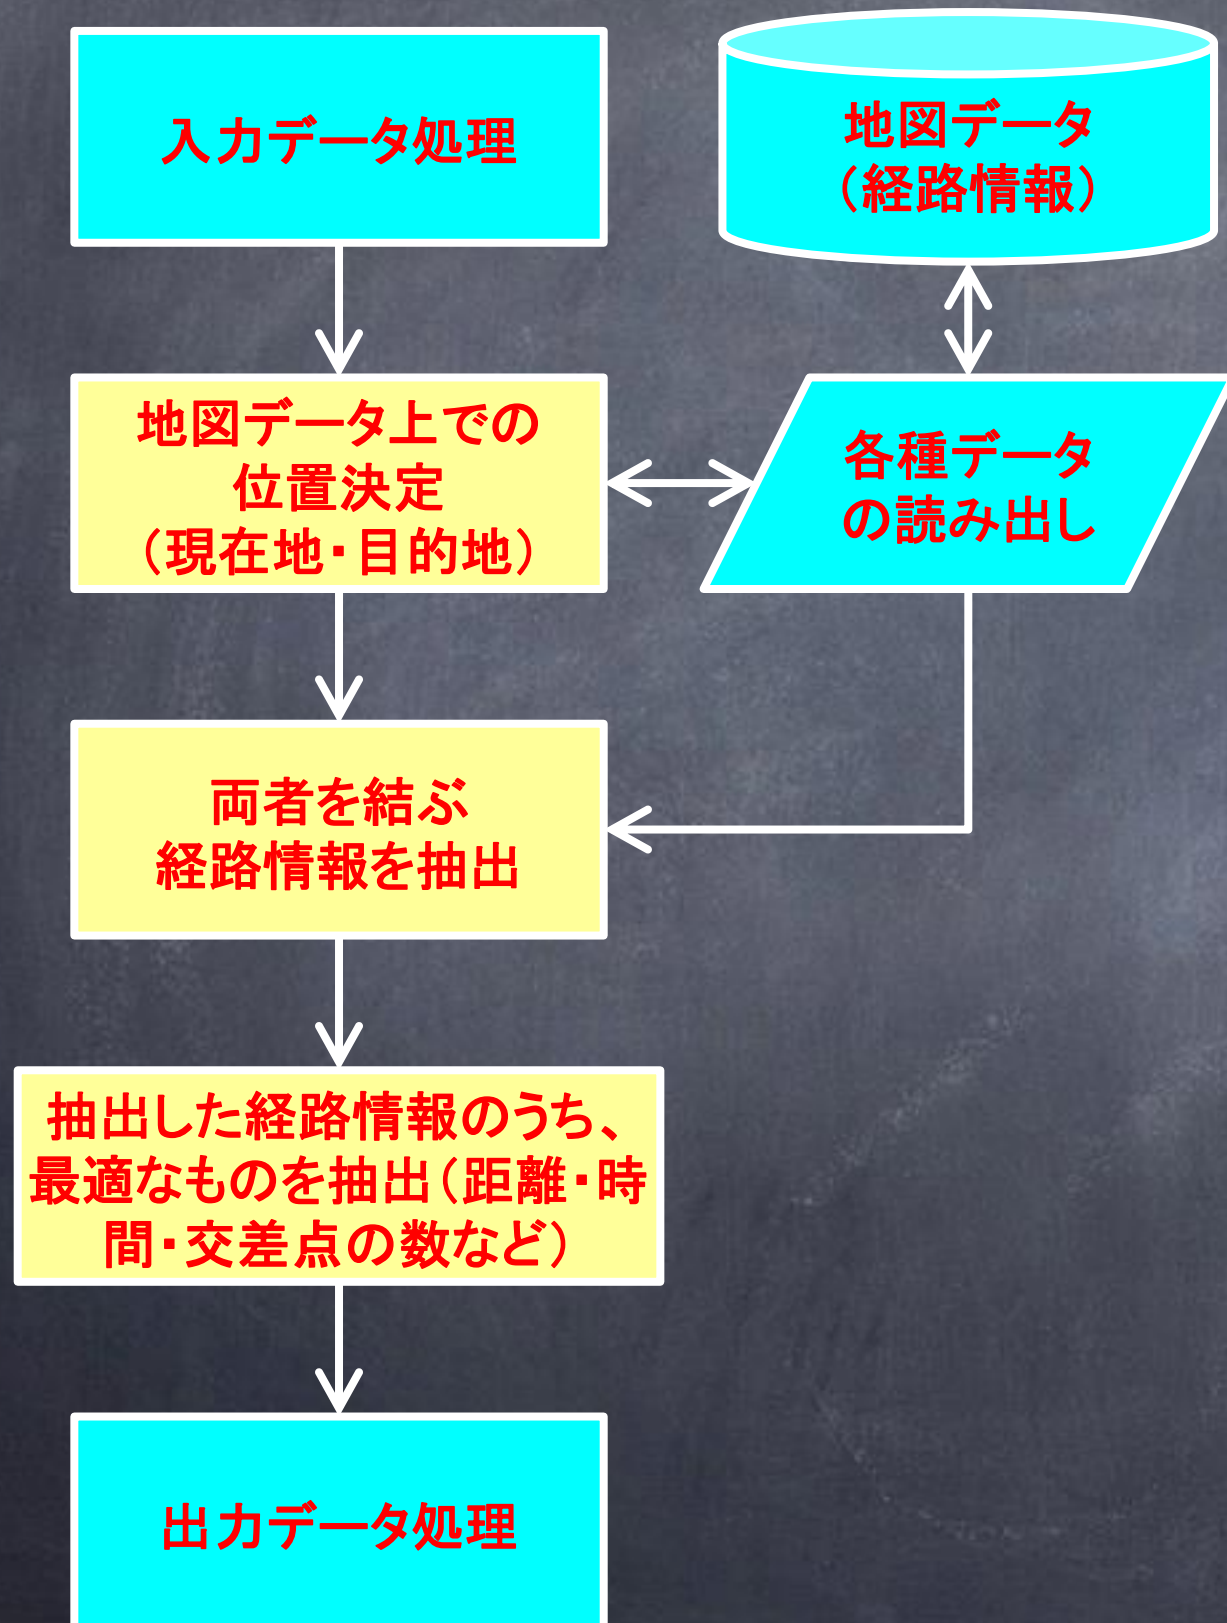 入力データ処理
地図データ
（経路情報）
地図データ上での
位置決定
（現在地・目的地）
各種データ
の読み出し
両者を結ぶ
経路情報を抽出
抽出した経路情報のうち、
最適なものを抽出（距離・時
間・交差点の数など）
出力データ処理